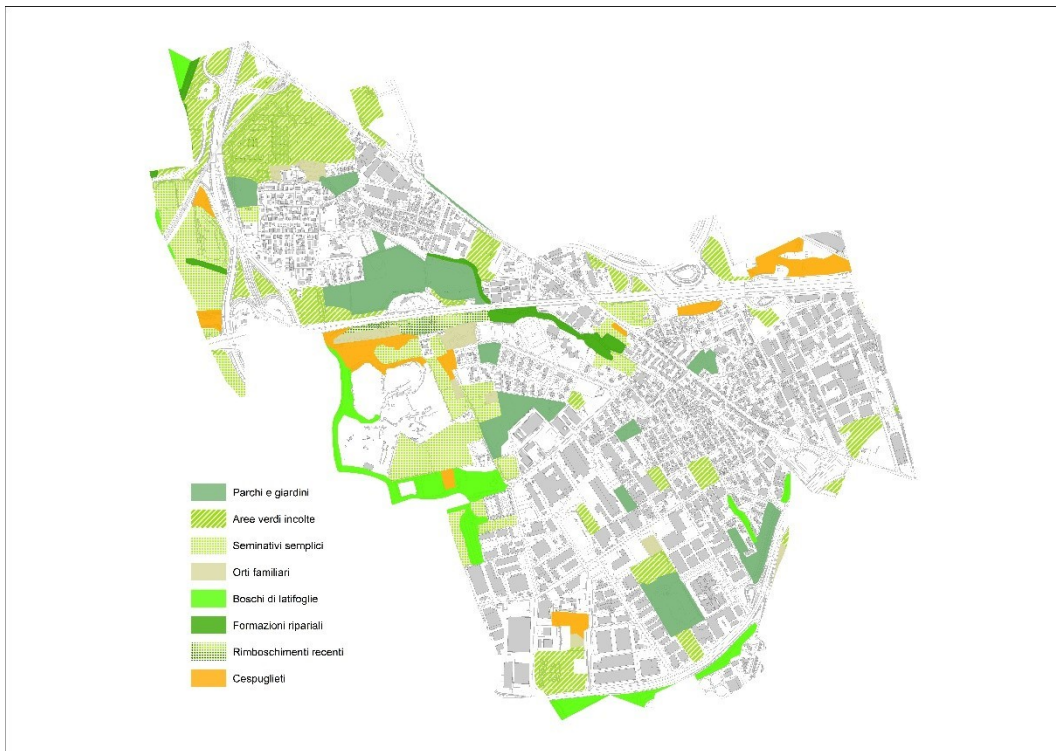 Parchi e giardini
Aree verdi incolte
Seminativi semplici
Orti familiari
Boschi di latifoglie
Formazioni ripariali
Rimboschimenti recenti
Cespuglieti